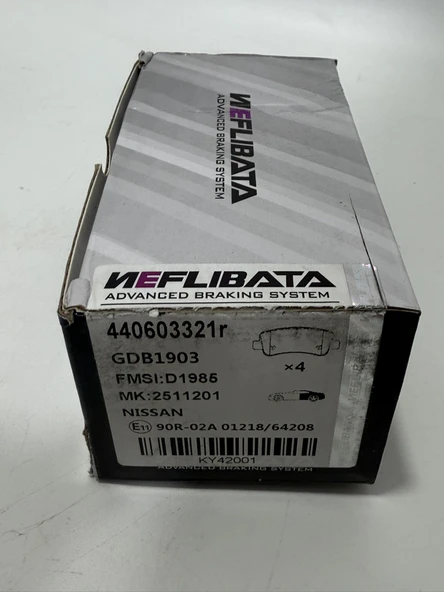 NEFLIBATA
ADVANCED BRAKING SYSTEM
NEFLIBATA
ADVANCED BRAKING SYSTEM
440603321r
GDB1903
×4
FMSI:D1985
MK:2511201
NISSAN
E11 90R-02A 01218/64208
ADVANCED BRAKING SYSTEM
KY42001